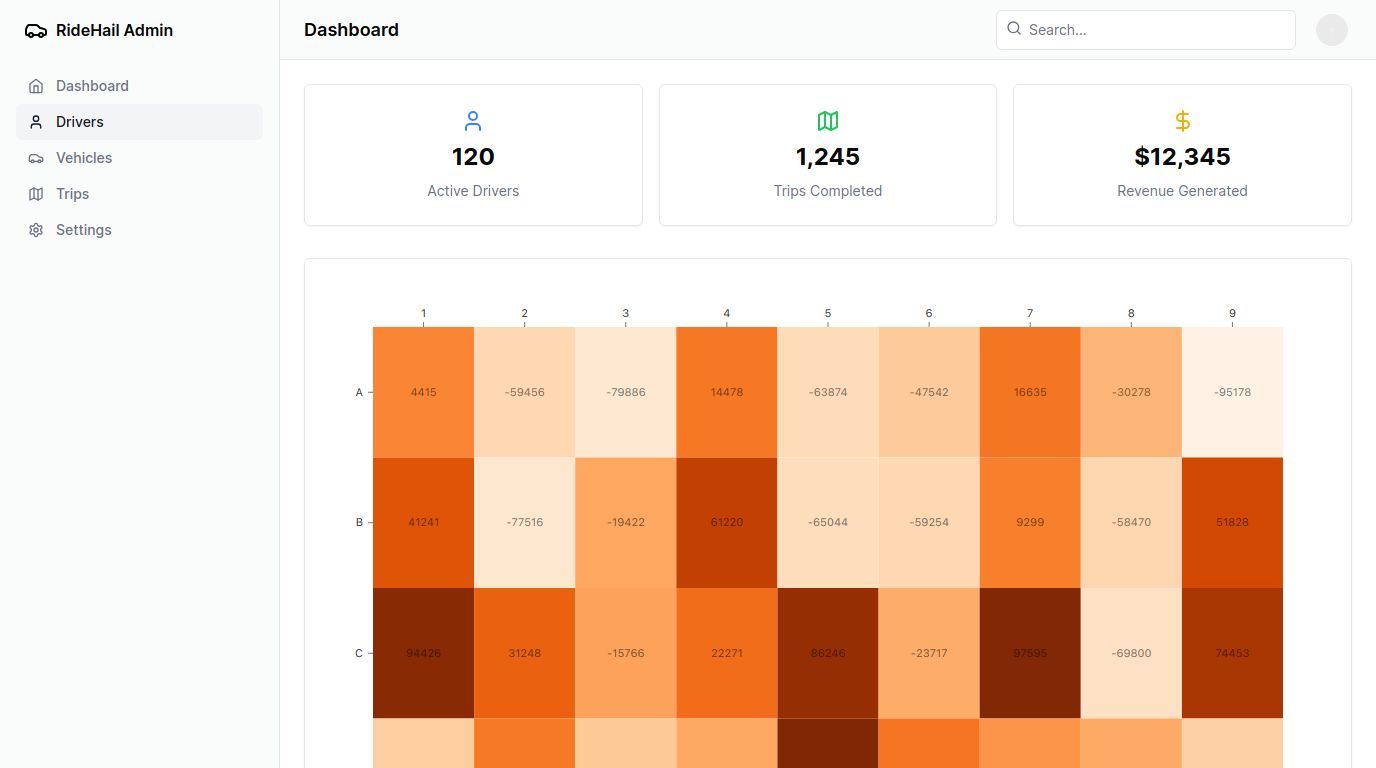 RideHail Admin
Dashboard
Search...
Dashboard
Drivers
Vehicles
Trips
Settings
120
Active Drivers
1,245
Trips Completed
$12,345
Revenue Generated
1 2 3 4 5 6 7 8 9
A 4415 -59456 -79886 14478 -63874 -47542 16635 -30278 -95178
B 41241 -77516 -19422 61220 -65044 -59254 9299 -58470 51828
C 94426 31248 -15766 22271 86246 -23717 97595 -69800 74453